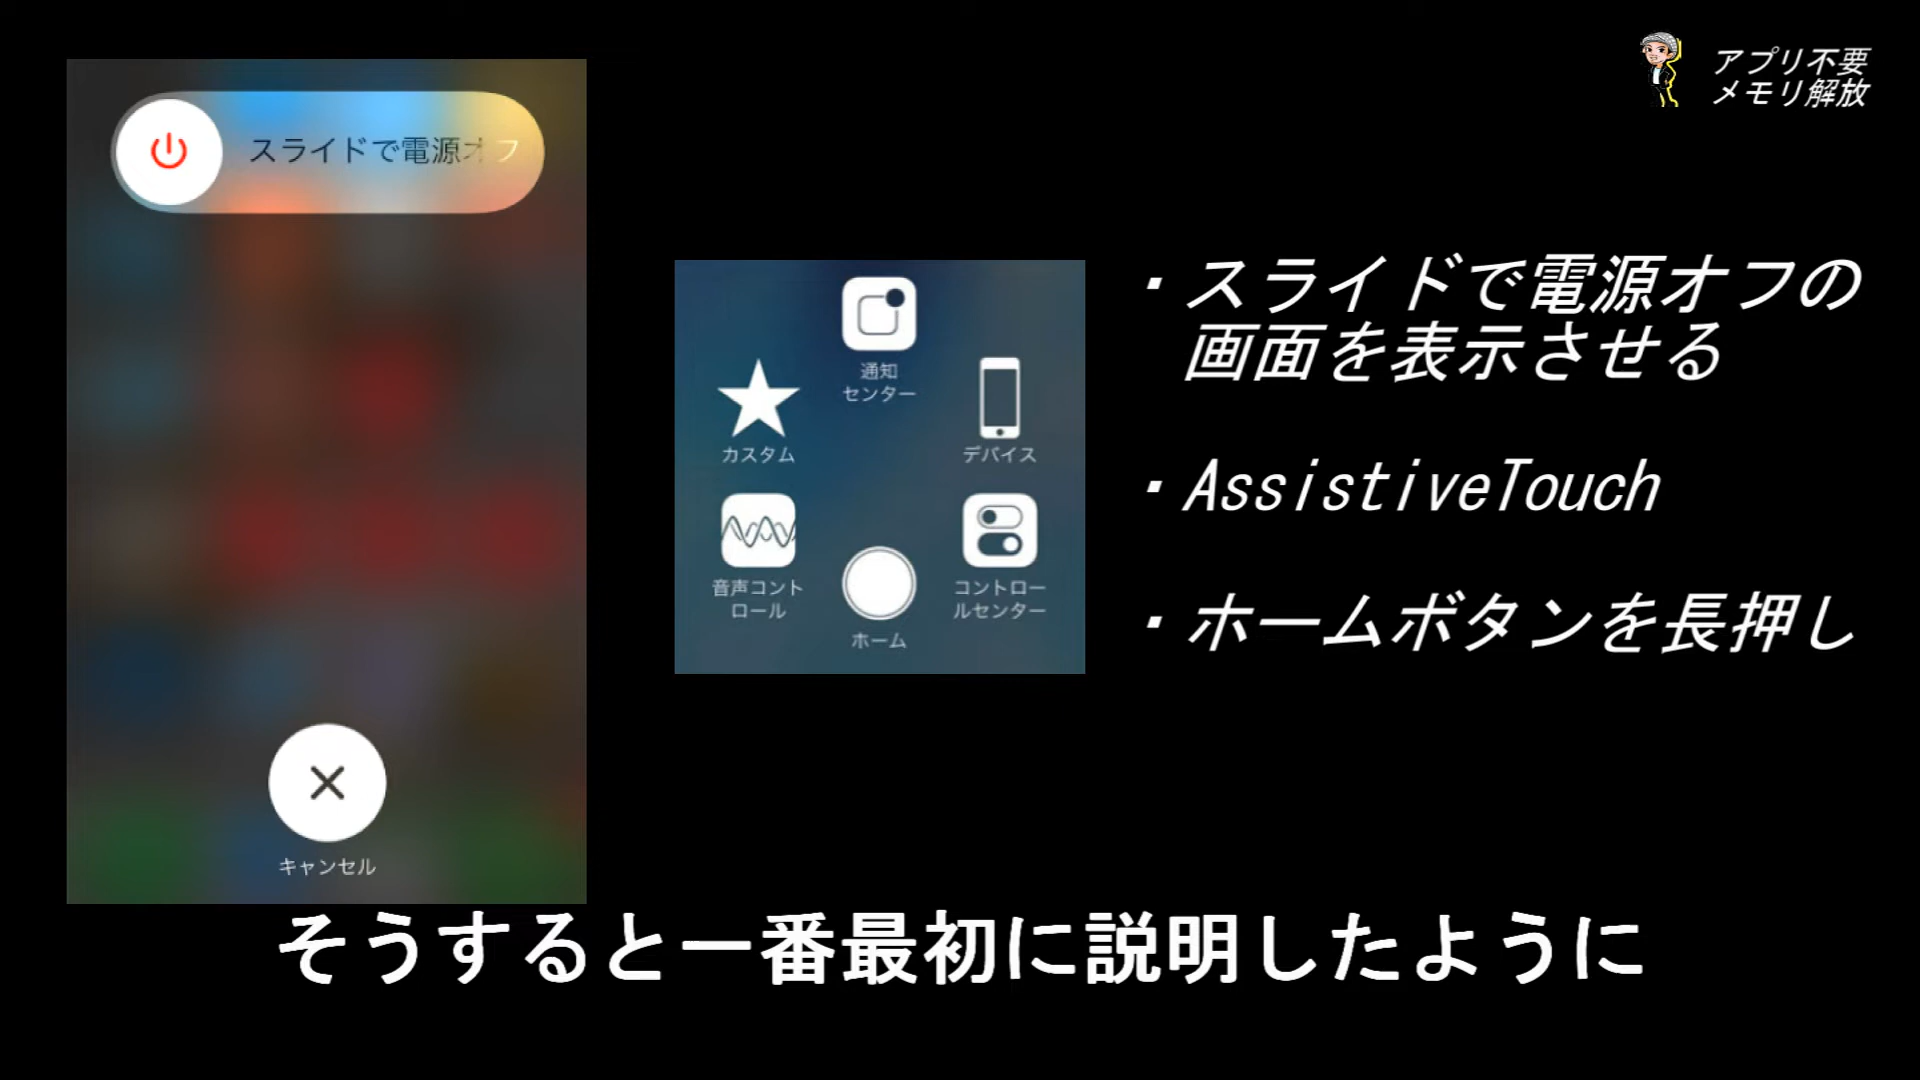 アプリ不要
メモリ解放
スライドで電源オフ
・スライドで電源オフの
画面を表示させる
・AssistiveTouch
・ホームボタンを長押し
通知
センター
カスタム
デバイス
音声コント
ロール
ホーム
コントロー
ルセンター
キャンセル
そうすると一番最初に説明したように